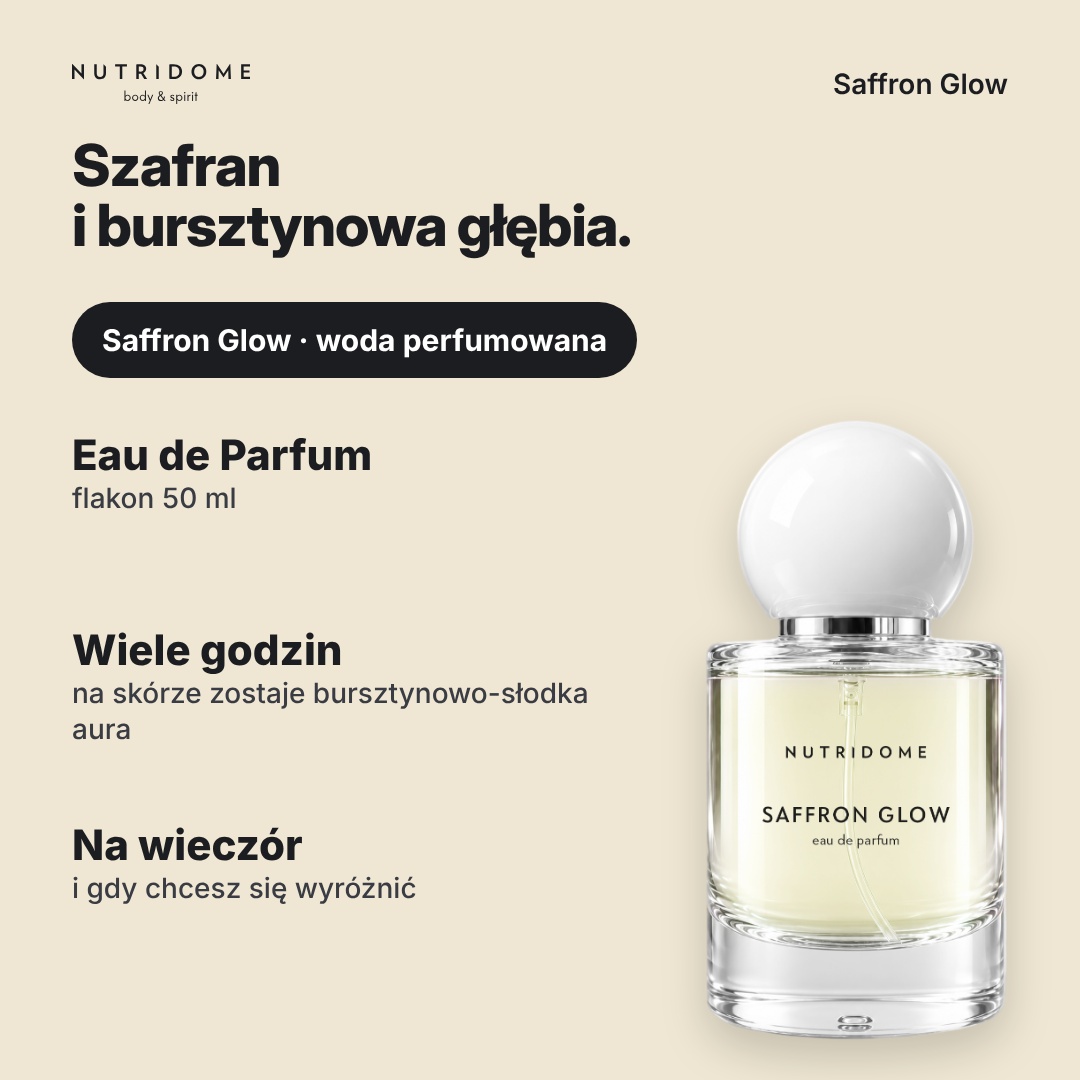 NUTRIDOME
body & spirit
Saffron Glow
Szafran
i bursztynowa głębia.
Saffron Glow · woda perfumowana
Eau de Parfum
flakon 50 ml
Wiele godzin
na skórze zostaje bursztynowo-słodka
aura
Na wieczór
i gdy chcesz się wyróżnić
NUTRIDOME
SAFFRON GLOW
eau de parfum